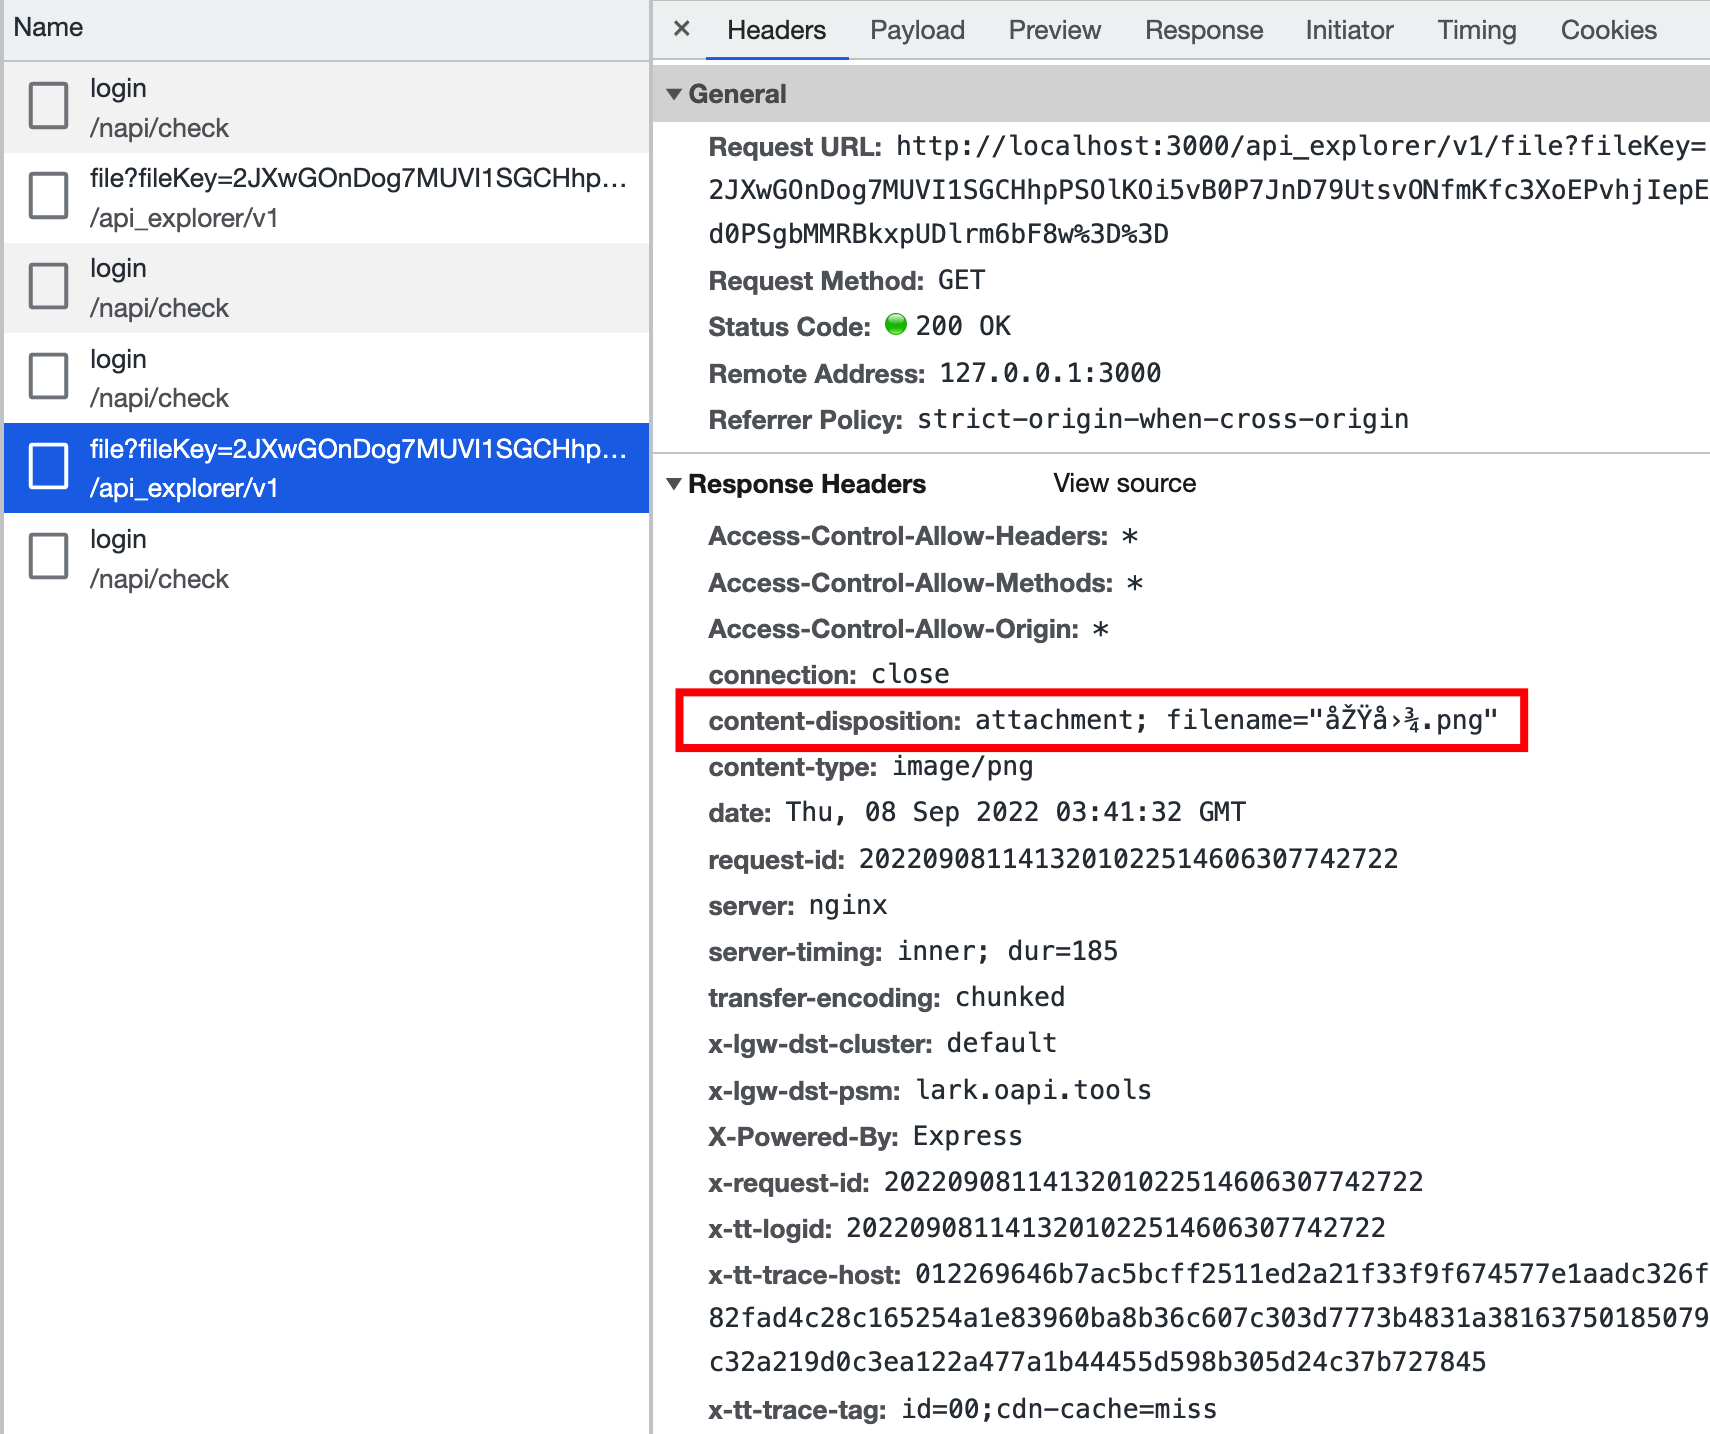 Name
login
/napi/check
file?fileKey=2JXwGOnDog7MUVI1SGCHhp...
/api_explorer/v1
login
/napi/check
login
/napi/check
file?fileKey=2JXwGOnDog7MUVI1SGCHhp...
/api_explorer/v1
login
/napi/check
× Headers Payload Preview Response Initiator Timing Cookies
▼ General
Request URL: http://localhost:3000/api_explorer/v1/file?fileKey=
2JXwGOnDog7MUVI1SGCHhpPSOlKOi5vB0P7JnD79UtsvONfmKfc3XoEPvhjIepE
d0PSgbMMRBkxpUDlrm6bF8w%3D%3D
Request Method: GET
Status Code: 200 OK
Remote Address: 127.0.0.1:3000
Referrer Policy: strict-origin-when-cross-origin
▼ Response Headers View source
Access-Control-Allow-Headers: *
Access-Control-Allow-Methods: *
Access-Control-Allow-Origin: *
connection: close
content-disposition: attachment; filename="åŽŸå›¾.png"
content-type: image/png
date: Thu, 08 Sep 2022 03:41:32 GMT
request-id: 20220908114132010225146063077427​22
server: nginx
server-timing: inner; dur=185
transfer-encoding: chunked
x-lgw-dst-cluster: default
x-lgw-dst-psm: lark.oapi.tools
X-Powered-By: Express
x-request-id: 2022090811413201022514606307742722
x-tt-logid: 2022090811413201022514606307742722
x-tt-trace-host: 012269646b7ac5bcff2511ed2a21f33f9f674577e1aadc326f
82fad4c28c165254a1e83960ba8b36c607c303d7773b4831a38163750185079
c32a219d0c3ea122a477a1b44455d598b305d24c37b727845
x-tt-trace-tag: id=00;cdn-cache=miss